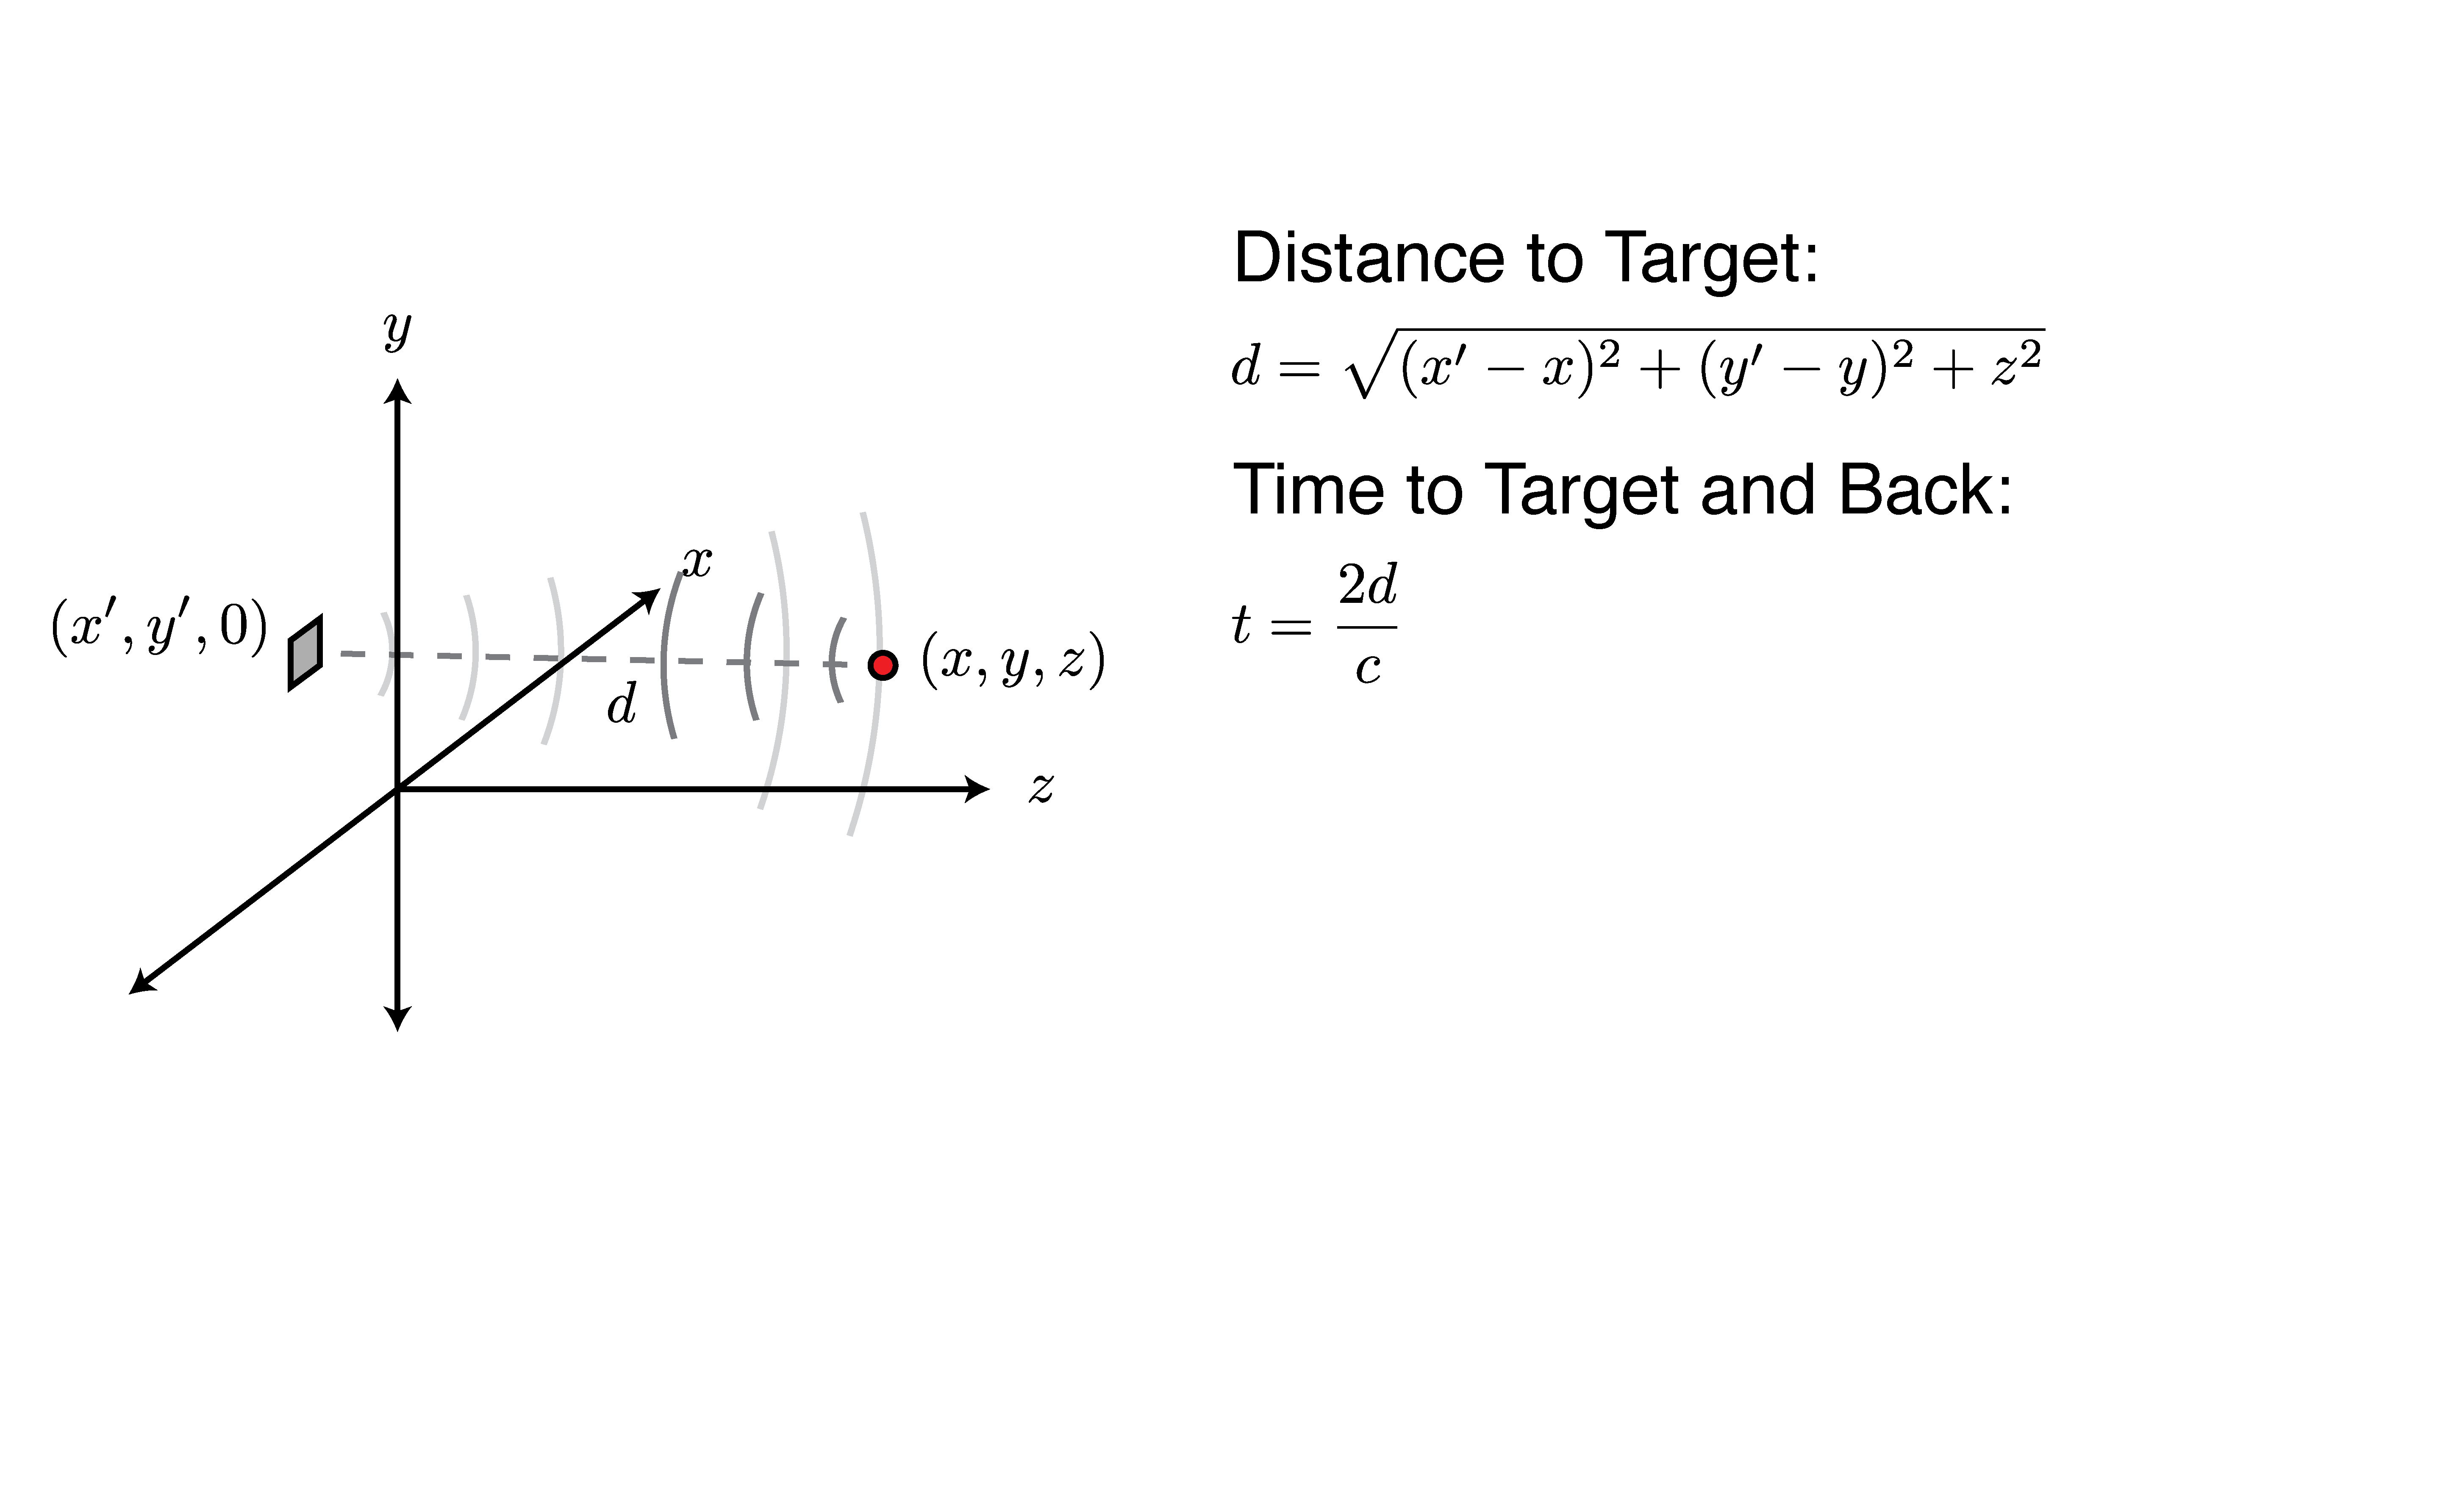 y
x
(x′, y′, 0)
(x, y, z)
d
z
Distance to Target:
d = √((x′ − x)² + (y′ − y)² + z²)
Time to Target and Back:
t = 2d/c